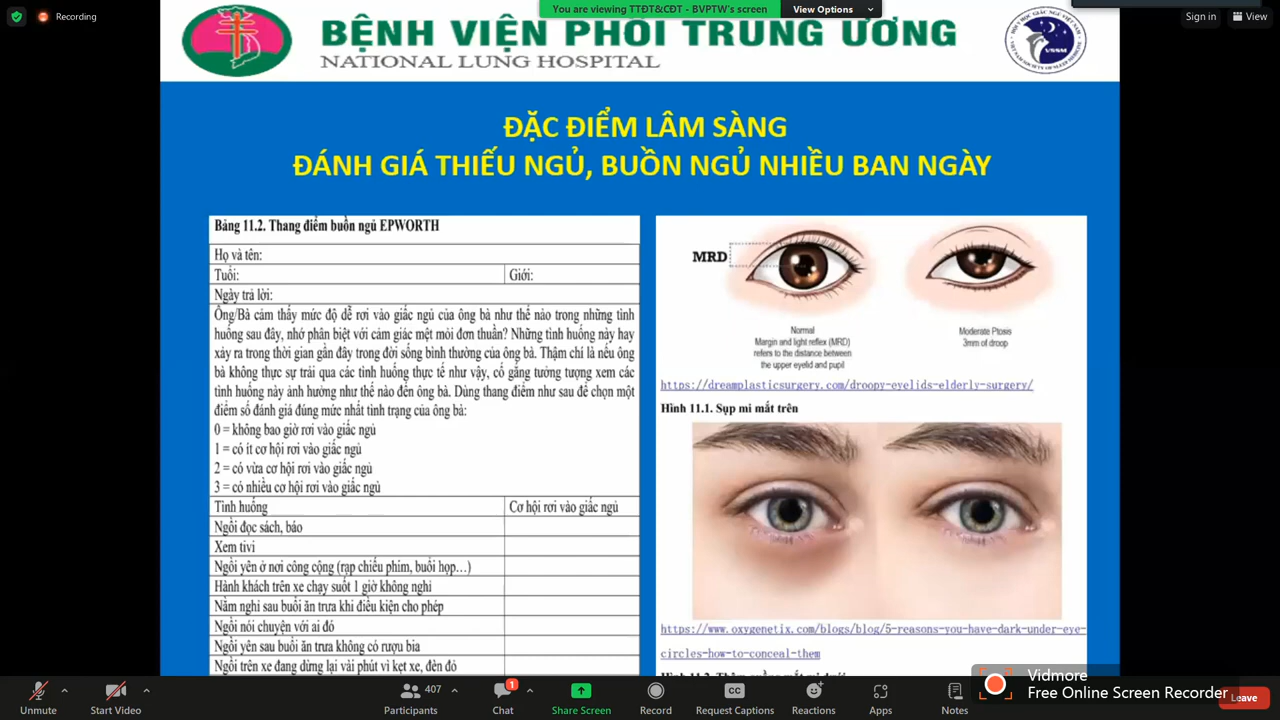 You are viewing TTĐT&CĐT - BVPTW's screen
View Options
Recording
Sign in
View
BỆNH VIỆN PHỔI TRUNG ƯƠNG
NATIONAL LUNG HOSPITAL
VSSM
ĐẶC ĐIỂM LÂM SÀNG
ĐÁNH GIÁ THIẾU NGỦ, BUỒN NGỦ NHIỀU BAN NGÀY
Bảng 11.2. Thang điểm buồn ngủ EPWORTH
Họ và tên:
Tuổi:
Giới:
Ngày trả lời:
Ông/Bà cảm thấy mức độ dễ rơi vào giấc ngủ của ông bà như thế nào trong những tình
huống sau đây, nhớ phân biệt với cảm giác mệt mỏi đơn thuần? Những tình huống này hay
xảy ra trong thời gian gần đây trong đời sống bình thường của ông bà. Thậm chí là nếu ông
bà không thực sự trải qua các tình huống thực tế như vậy, cố gắng tưởng tượng xem các
tình huống này ảnh hưởng như thế nào đến ông bà. Dùng thang điểm như sau để chọn một
điểm số đánh giá đúng mức nhất tình trạng của ông bà:
0 = không bao giờ rơi vào giấc ngủ
1 = có ít cơ hội rơi vào giấc ngủ
2 = có vừa cơ hội rơi vào giấc ngủ
3 = có nhiều cơ hội rơi vào giấc ngủ
Tình huống
Cơ hội rơi vào giấc ngủ
Ngồi đọc sách, báo
Xem tivi
Ngồi yên ở nơi công cộng (rạp chiếu phim, buổi họp…)
Hành khách trên xe chạy suốt 1 giờ không nghỉ
Nằm nghỉ sau buổi ăn trưa khi điều kiện cho phép
Ngồi nói chuyện với ai đó
Ngồi yên sau buổi ăn trưa không có rượu bia
Ngồi trên xe đang dừng lại vài phút vì kẹt xe, đèn đỏ
MRD
Normal
Margin and light reflex (MRD)
refers to the distance between
the upper eyelid and pupil
Moderate Ptosis
3mm of droop
https://dreamplasticsurgery.com/droopy-eyelids-elderly-surgery/
Hình 11.1. Sụp mi mắt trên
https://www.oxygenetix.com/blogs/blog/5-reasons-you-have-dark-under-eye-
circles-how-to-conceal-them
Vidmore
Free Online Screen Recorder
Unmute
Start Video
407
Participants
1
Chat
Share Screen
Record
CC
Request Captions
Reactions
Apps
Notes
Leave